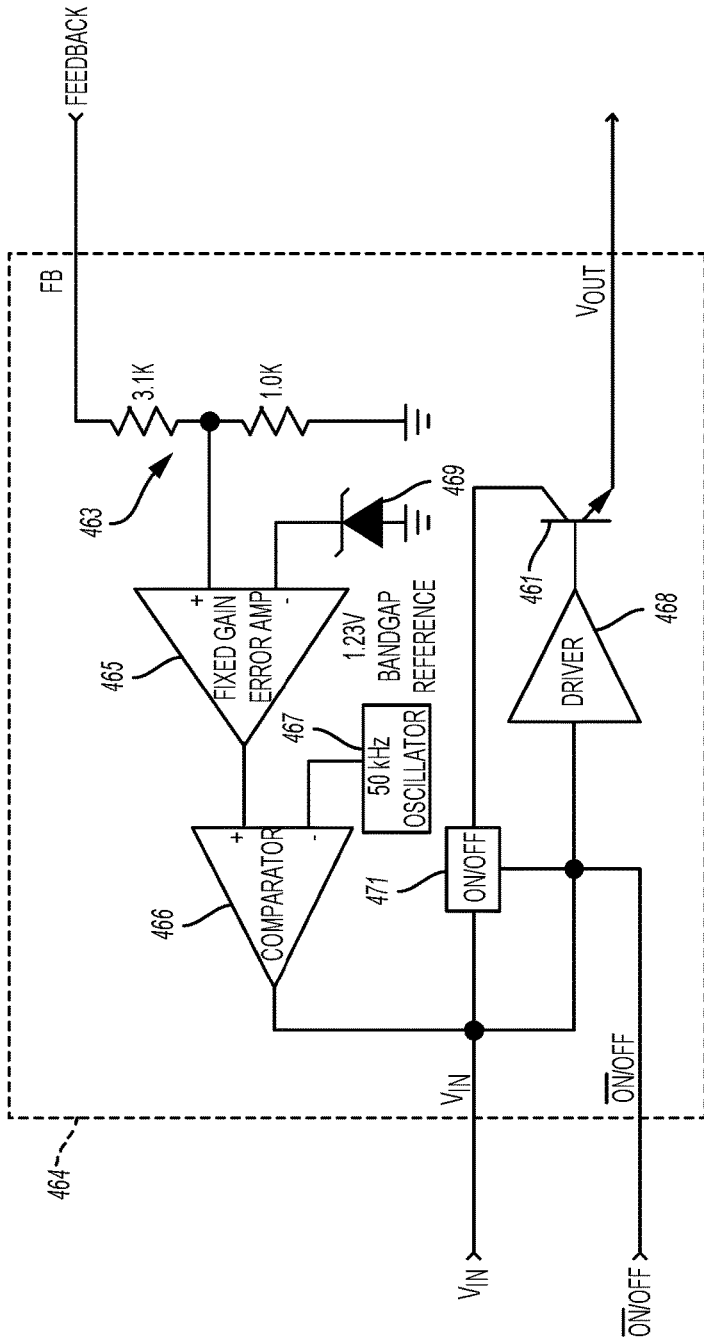 FEEDBACK
FB
3.1K
1.0K
463
465
+
-
FIXED GAIN
ERROR AMP
1.23V
BANDGAP
REFERENCE
469
467
50 kHz
OSCILLATOR
466
+
-
COMPARATOR
471
ON/OFF
461
DRIVER
468
VOUT
VIN
ON/OFF
464
VIN
ON/OFF